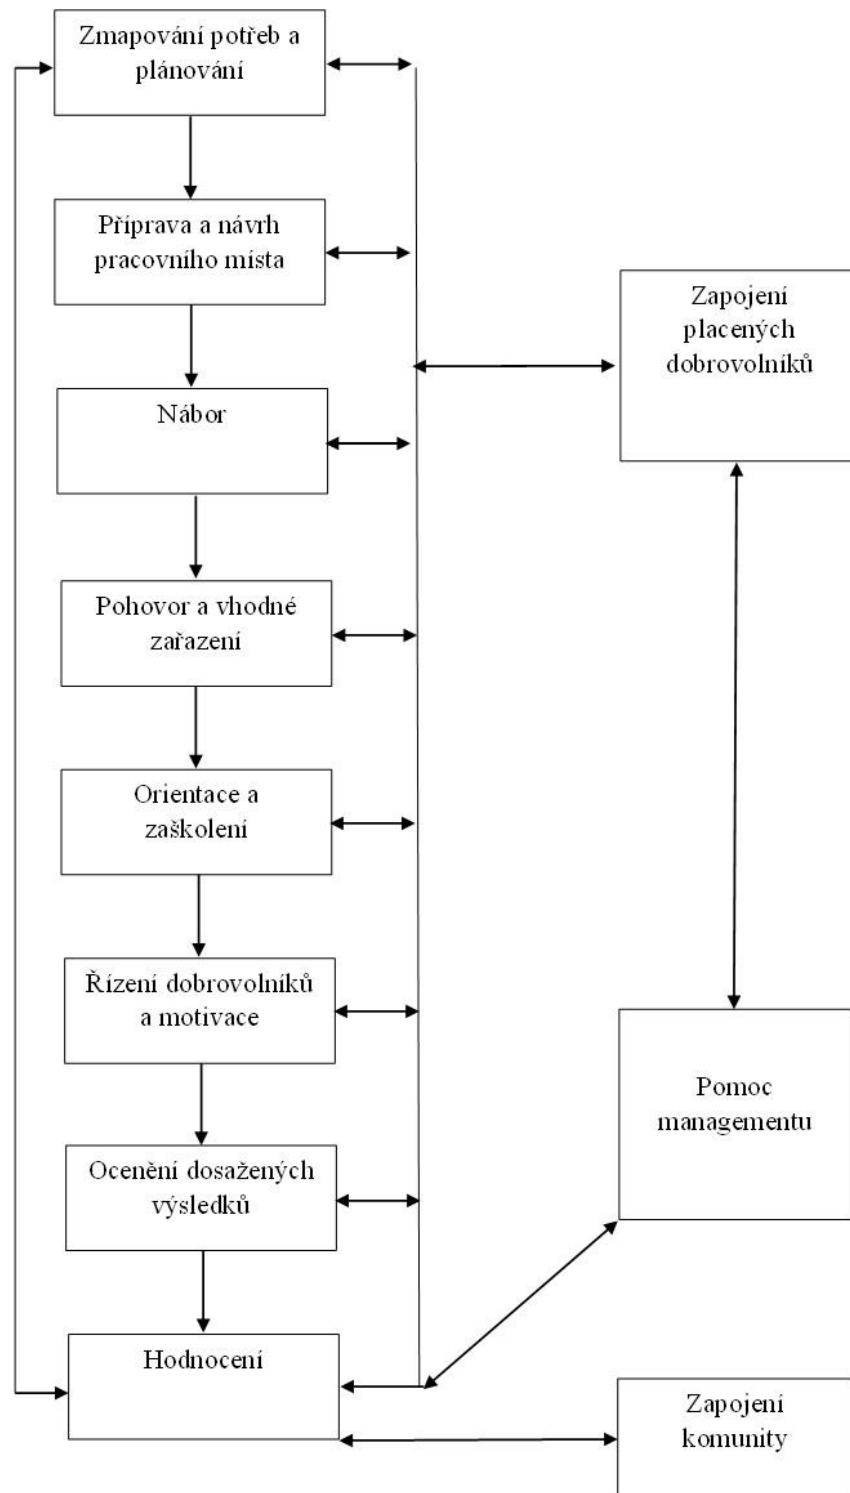 Zmapování potřeb a
plánování
Příprava a návrh
pracovního místa
Nábor
Pohovor a vhodné
zařazení
Orientace a
zaškolení
Řízení dobrovolníků
a motivace
Ocenění dosažených
výsledků
Hodnocení
Zapojení
placených
dobrovolníků
Pomoc
managementu
Zapojení
komunity